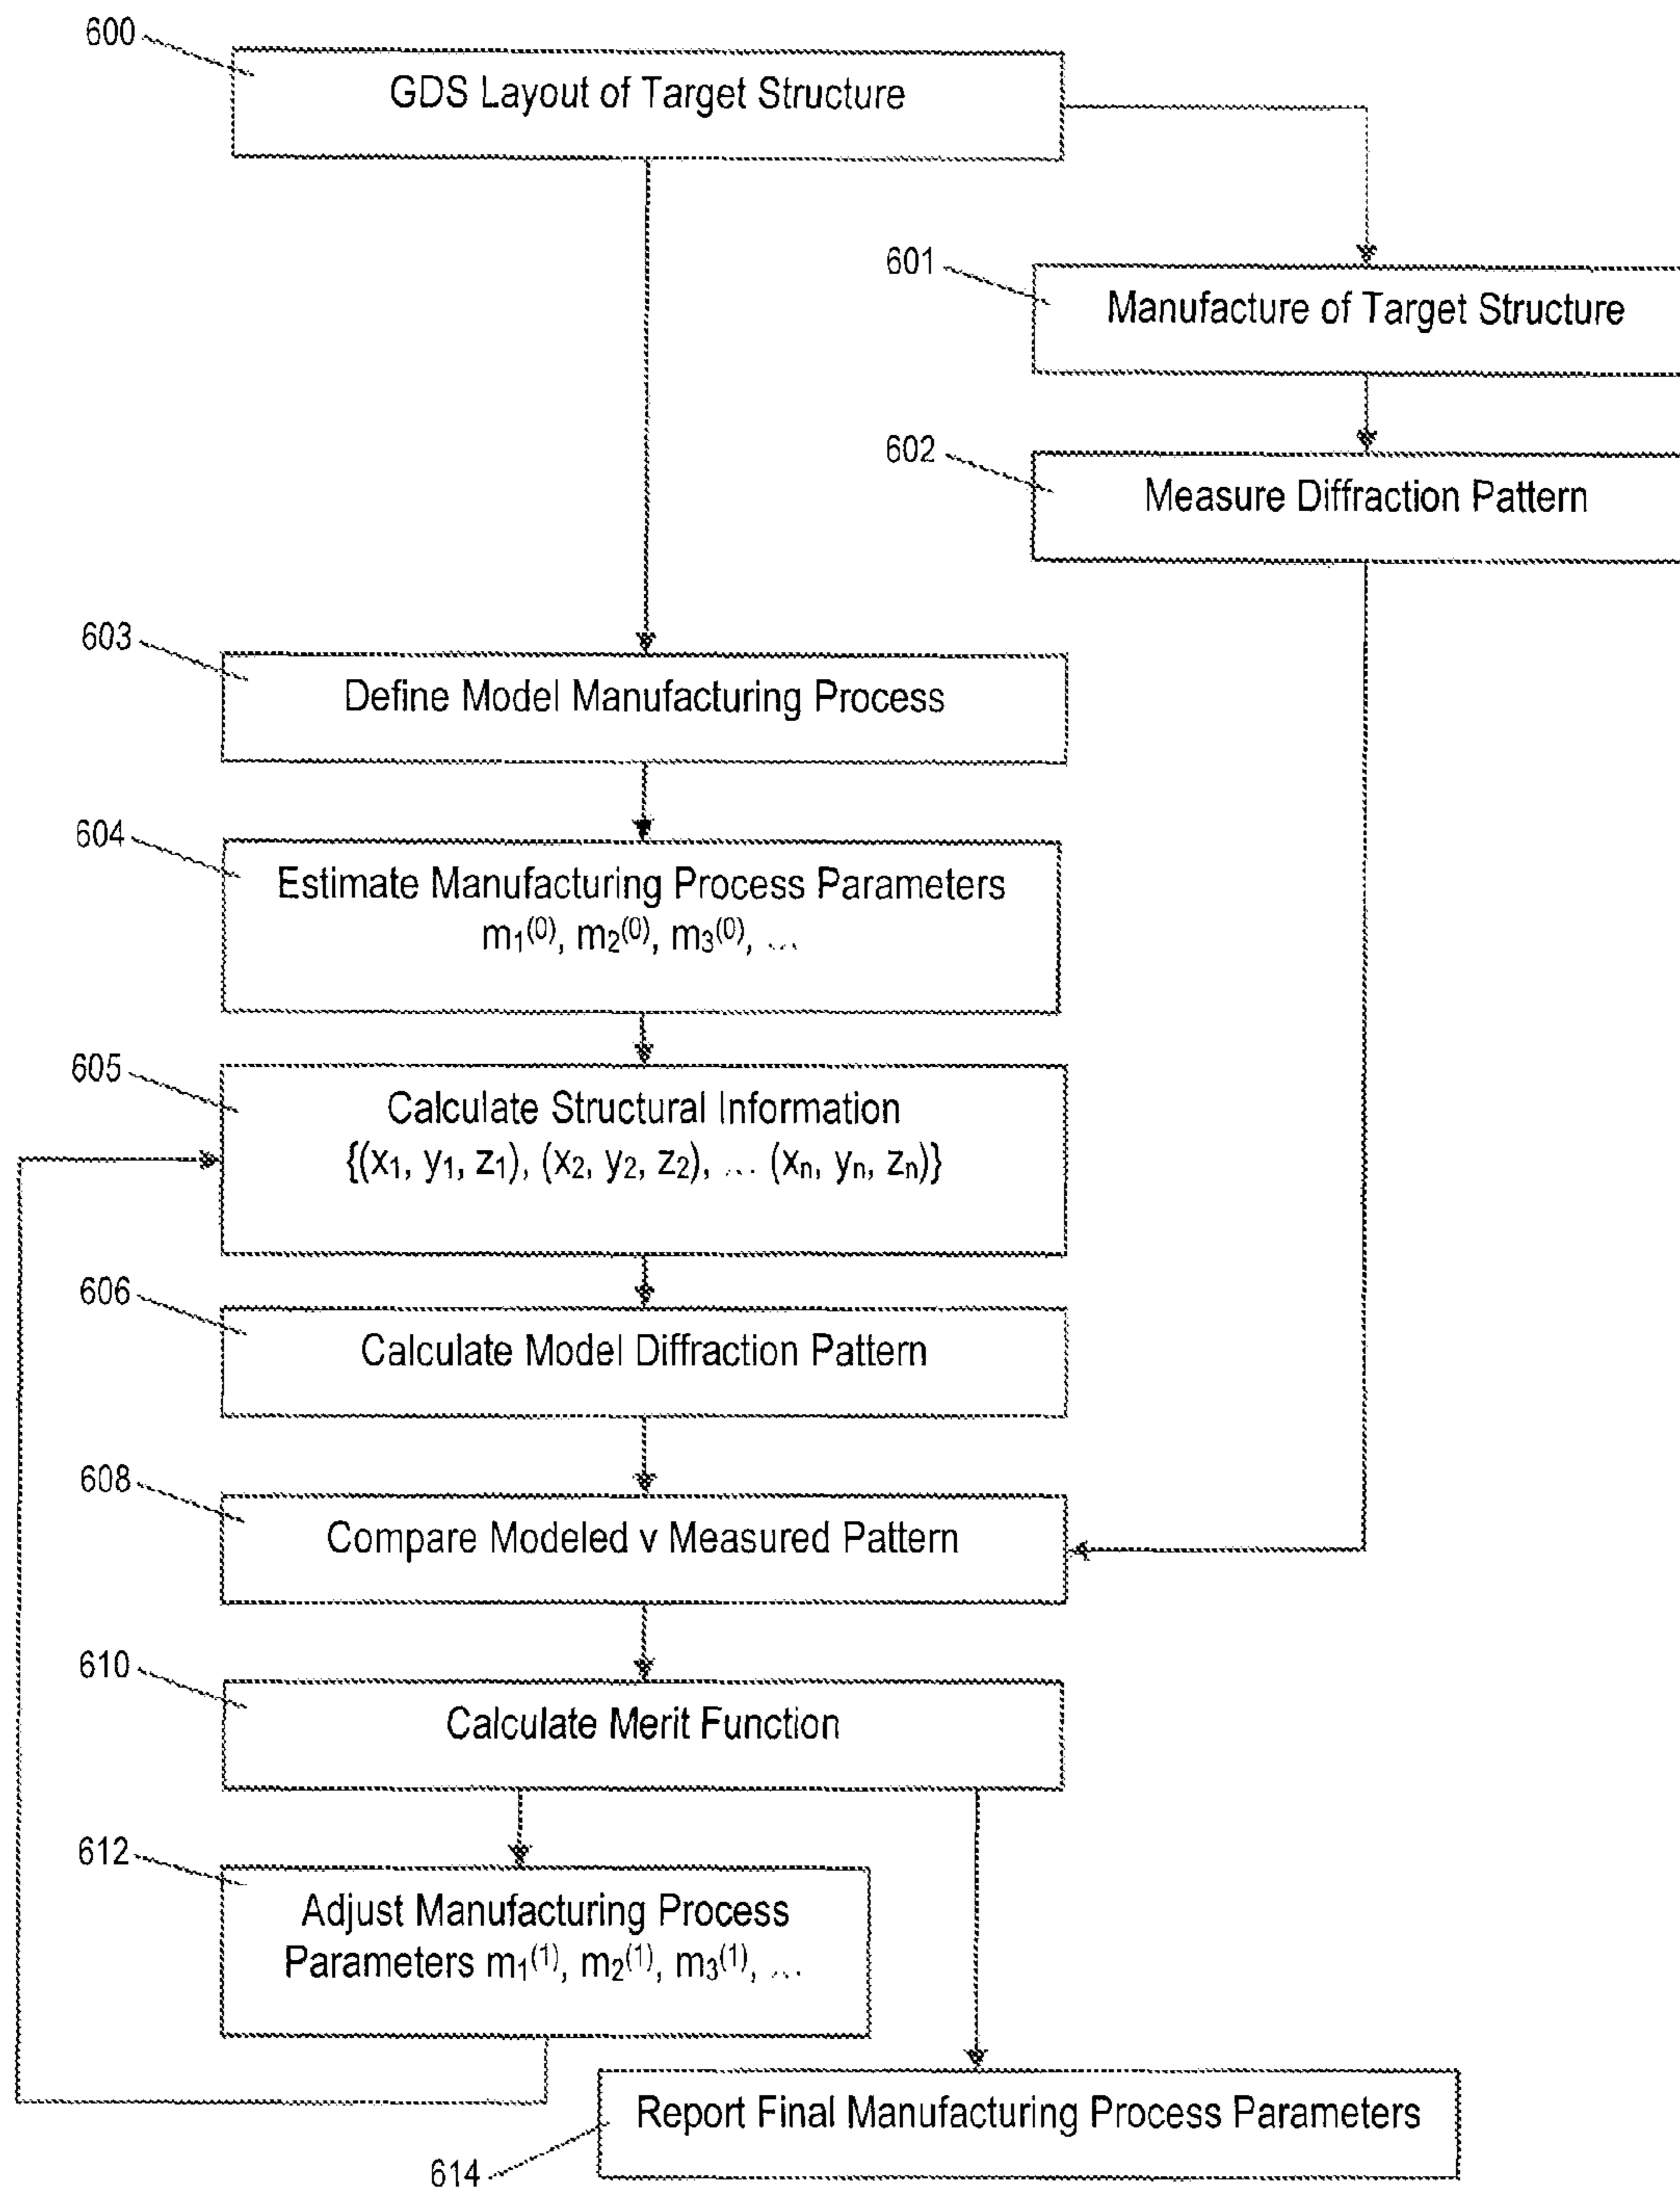 600
GDS Layout of Target Structure
601
Manufacture of Target Structure
602
Measure Diffraction Pattern
603
Define Model Manufacturing Process
604
Estimate Manufacturing Process Parameters
m₁⁽⁰⁾, m₂⁽⁰⁾, m₃⁽⁰⁾, ...
605
Calculate Structural Information
{(x₁, y₁, z₁), (x₂, y₂, z₂), ... (xₙ, yₙ, zₙ)}
606
Calculate Model Diffraction Pattern
608
Compare Modeled v Measured Pattern
610
Calculate Merit Function
612
Adjust Manufacturing Process
Parameters m₁⁽¹⁾, m₂⁽¹⁾, m₃⁽¹⁾, ...
Report Final Manufacturing Process Parameters
614